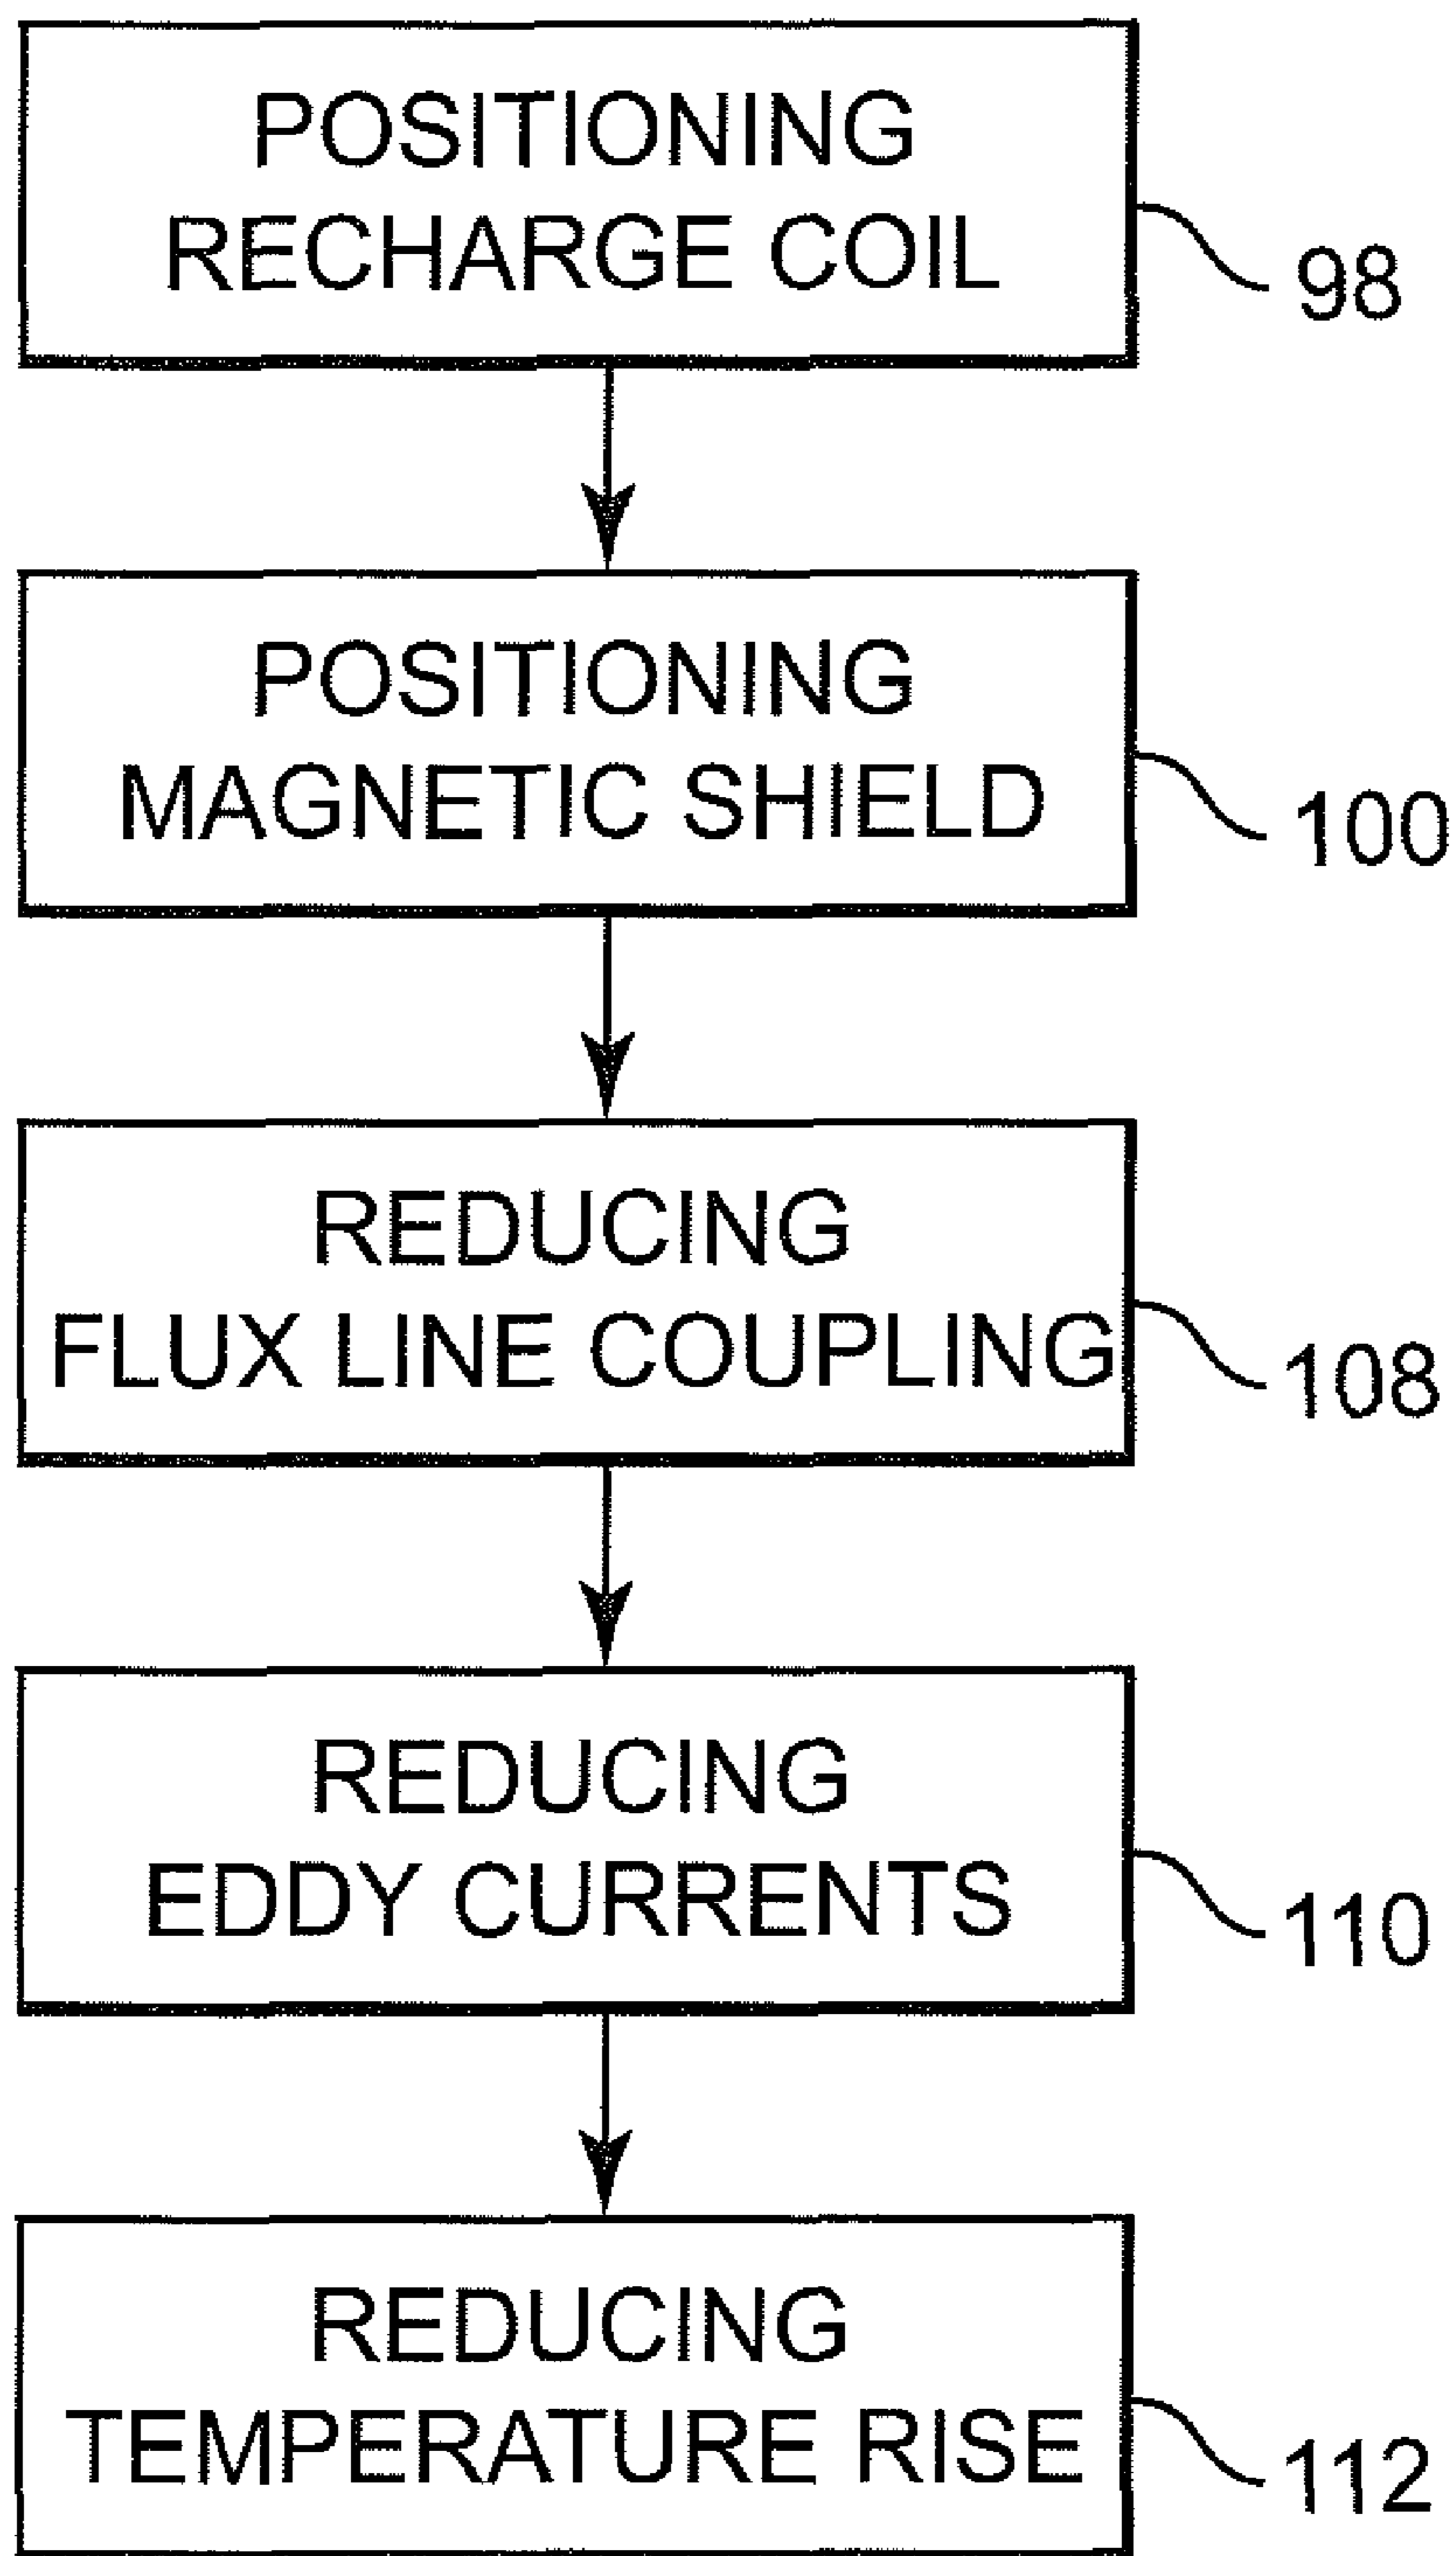 POSITIONING
RECHARGE COIL
98
POSITIONING
MAGNETIC SHIELD
100
REDUCING
FLUX LINE COUPLING
108
REDUCING
EDDY CURRENTS
110
REDUCING
TEMPERATURE RISE
112